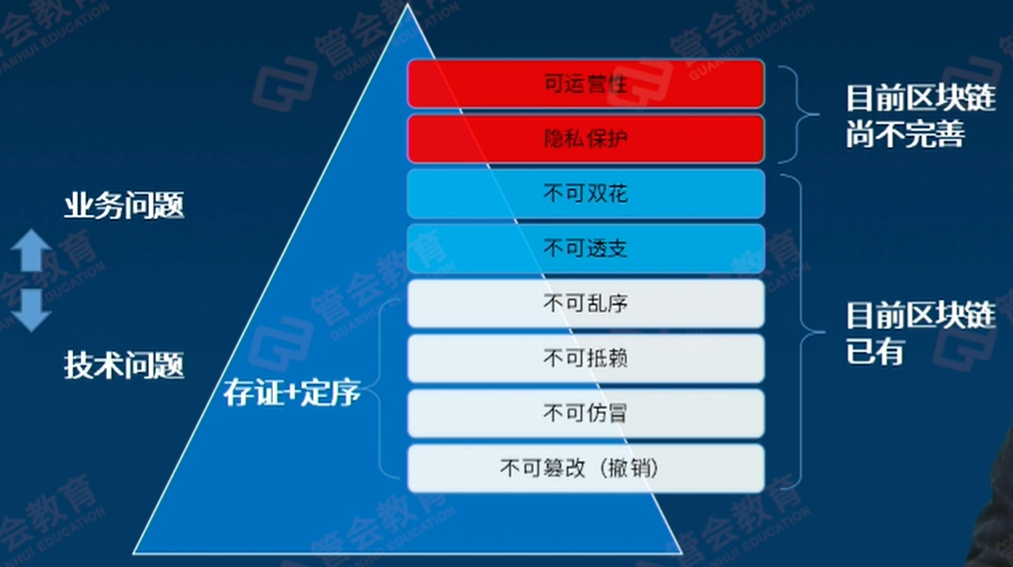 可运营性
隐私保护
不可双花
不可透支
不可乱序
不可抵赖
不可仿冒
不可篡改（撤销）
业务问题
技术问题
存证+定序
目前区块链
尚不完善
目前区块链
已有
管会教育
GUANHUI EDUCATION